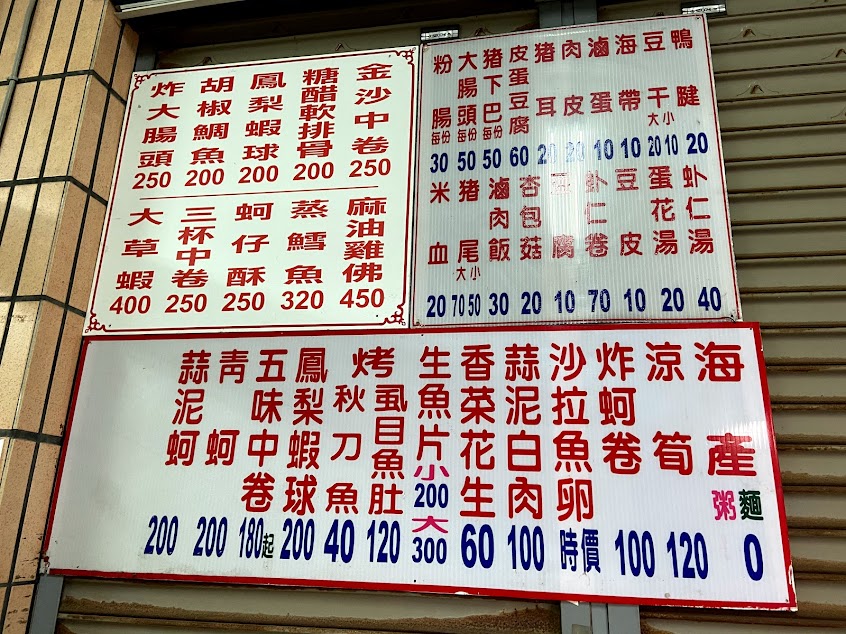 金沙中卷 250
糖醋軟排骨 200
鳳梨蝦球 200
胡椒鯛魚 200
炸大腸頭 250
麻油雞佛 450
蒸鱈魚 320
蚵仔酥 250
三杯中卷 250
大草蝦 400
鴨腱 20
豆干 大小 20 10
海帶 10
滷蛋 10
肉皮 20
豬耳 20
皮蛋豆腐 60
豬下巴 每份 50
大腸頭 每份 50
粉腸 每份 30
虾仁湯 40
蛋花湯 20
豆皮 10
虾仁卷 70
豆腐 10
杏包菇 20
滷肉飯 30
豬尾 大小 70 50
米血 20
海產 粥麵 0
涼筍 120
炸蚵卷 100
沙拉魚卵 時價
蒜泥白肉 100
香菜花生 60
生魚片 小 200 大 300
烤
虱目魚肚 120
秋刀魚 40
鳳梨蝦球 200
五味中卷 180起
青蚵 200
蒜泥蚵 200